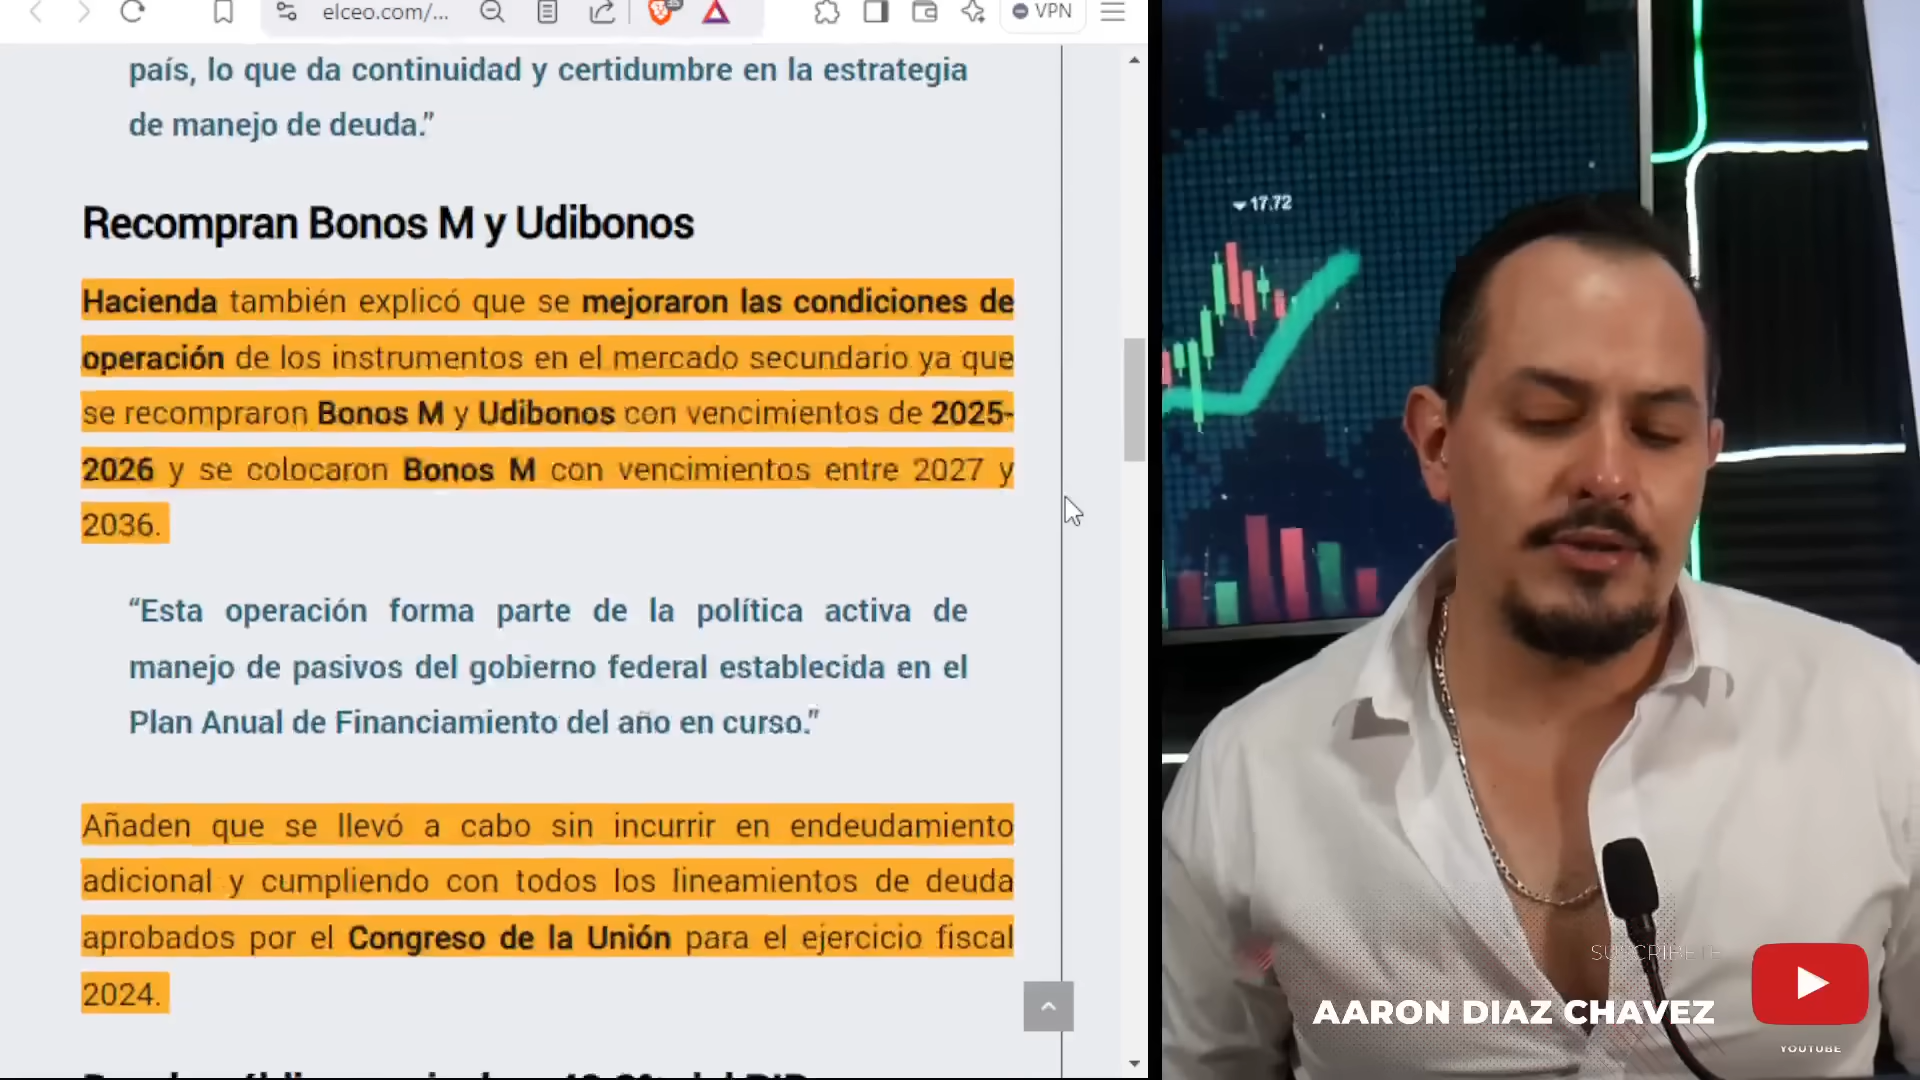 elceo.com/...
VPN
país, lo que da continuidad y certidumbre en la estrategia
de manejo de deuda.”
Recompran Bonos M y Udibonos
Hacienda también explicó que se mejoraron las condiciones de
operación de los instrumentos en el mercado secundario ya que
se recompraron Bonos M y Udibonos con vencimientos de 2025-
2026 y se colocaron Bonos M con vencimientos entre 2027 y
2036.
“Esta operación forma parte de la política activa de
manejo de pasivos del gobierno federal establecida en el
Plan Anual de Financiamiento del año en curso.”
Añaden que se llevó a cabo sin incurrir en endeudamiento
adicional y cumpliendo con todos los lineamientos de deuda
aprobados por el Congreso de la Unión para el ejercicio fiscal
2024.
17.72
SUSCRIBETE
AARON DIAZ CHAVEZ
YOUTUBE